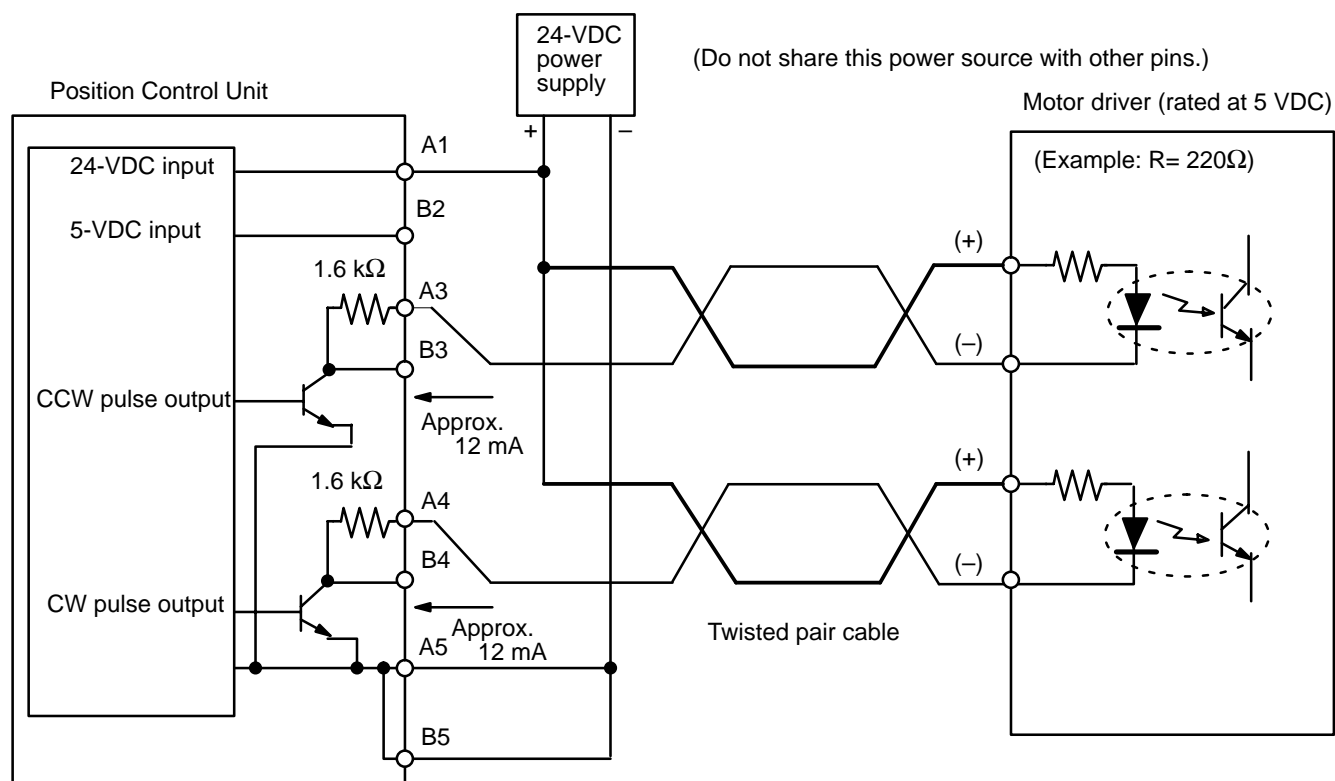 24-VDC
power
supply
(Do not share this power source with other pins.)
Position Control Unit
Motor driver (rated at 5 VDC)
+
–
A1
24-VDC input
(Example: R= 220Ω)
B2
5-VDC input
(+)
1.6 kΩ
A3
B3
(–)
CCW pulse output
Approx.
12 mA
(+)
1.6 kΩ
A4
B4
(–)
CW pulse output
Approx.
12 mA
Twisted pair cable
A5
B5